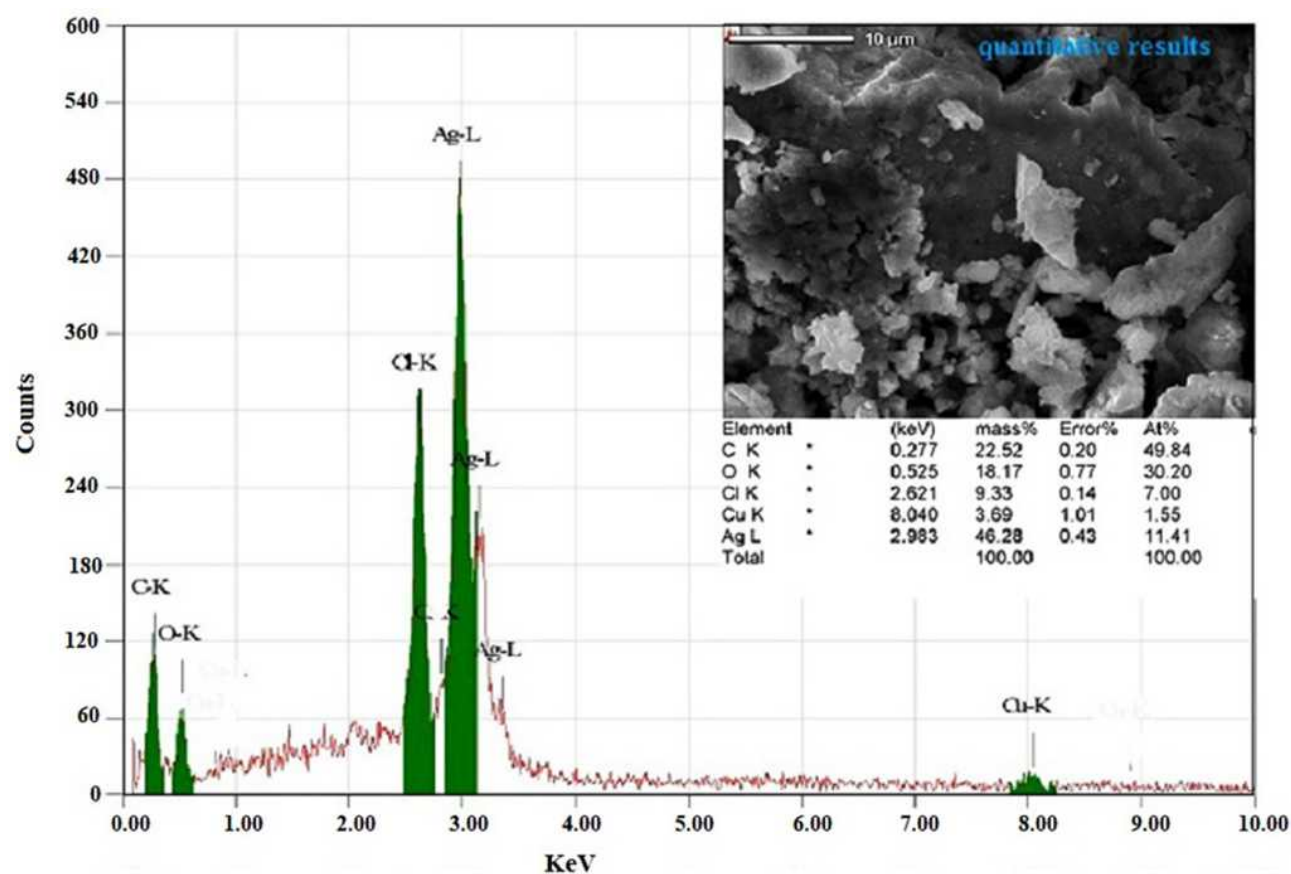 600
540
480
420
360
300
240
180
120
60
0
Counts
0.00 1.00 2.00 3.00 4.00 5.00 6.00 7.00 8.00 9.00 10.00
KeV
C-K
O-K
Cl-K
Ag-L
Ag-L
Ag-L
Cu-K
10 μm
quantitative results
Element (keV) mass% Error% At%
C K * 0.277 22.52 0.20 49.84
O K * 0.525 18.17 0.77 30.20
Cl K * 2.621 9.33 0.14 7.00
Cu K * 8.040 3.69 1.01 1.55
Ag L * 2.983 46.28 0.43 11.41
Total 100.00 100.00